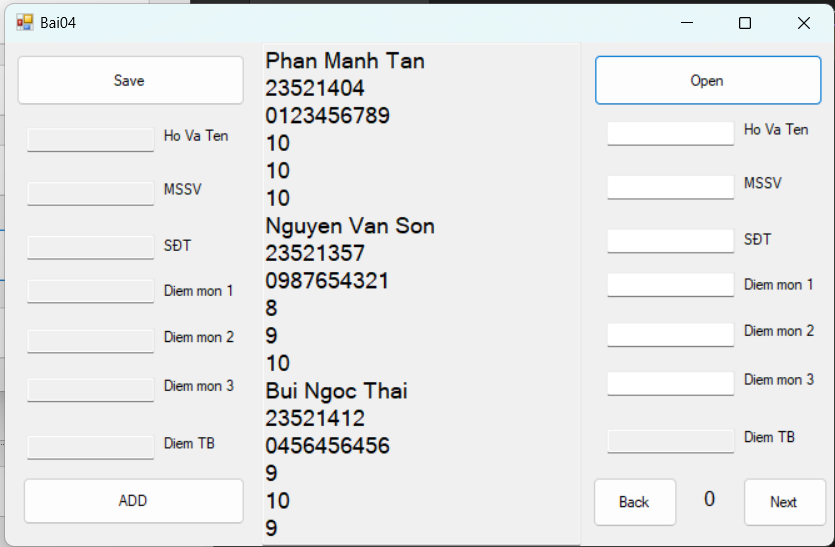 Bai04
Save
Ho Va Ten
MSSV
SĐT
Diem mon 1
Diem mon 2
Diem mon 3
Diem TB
ADD
Phan Manh Tan
23521404
0123456789
10
10
10
Nguyen Van Son
23521357
0987654321
8
9
10
Bui Ngoc Thai
23521412
0456456456
9
10
9
Open
Ho Va Ten
MSSV
SĐT
Diem mon 1
Diem mon 2
Diem mon 3
Diem TB
Back 0 Next